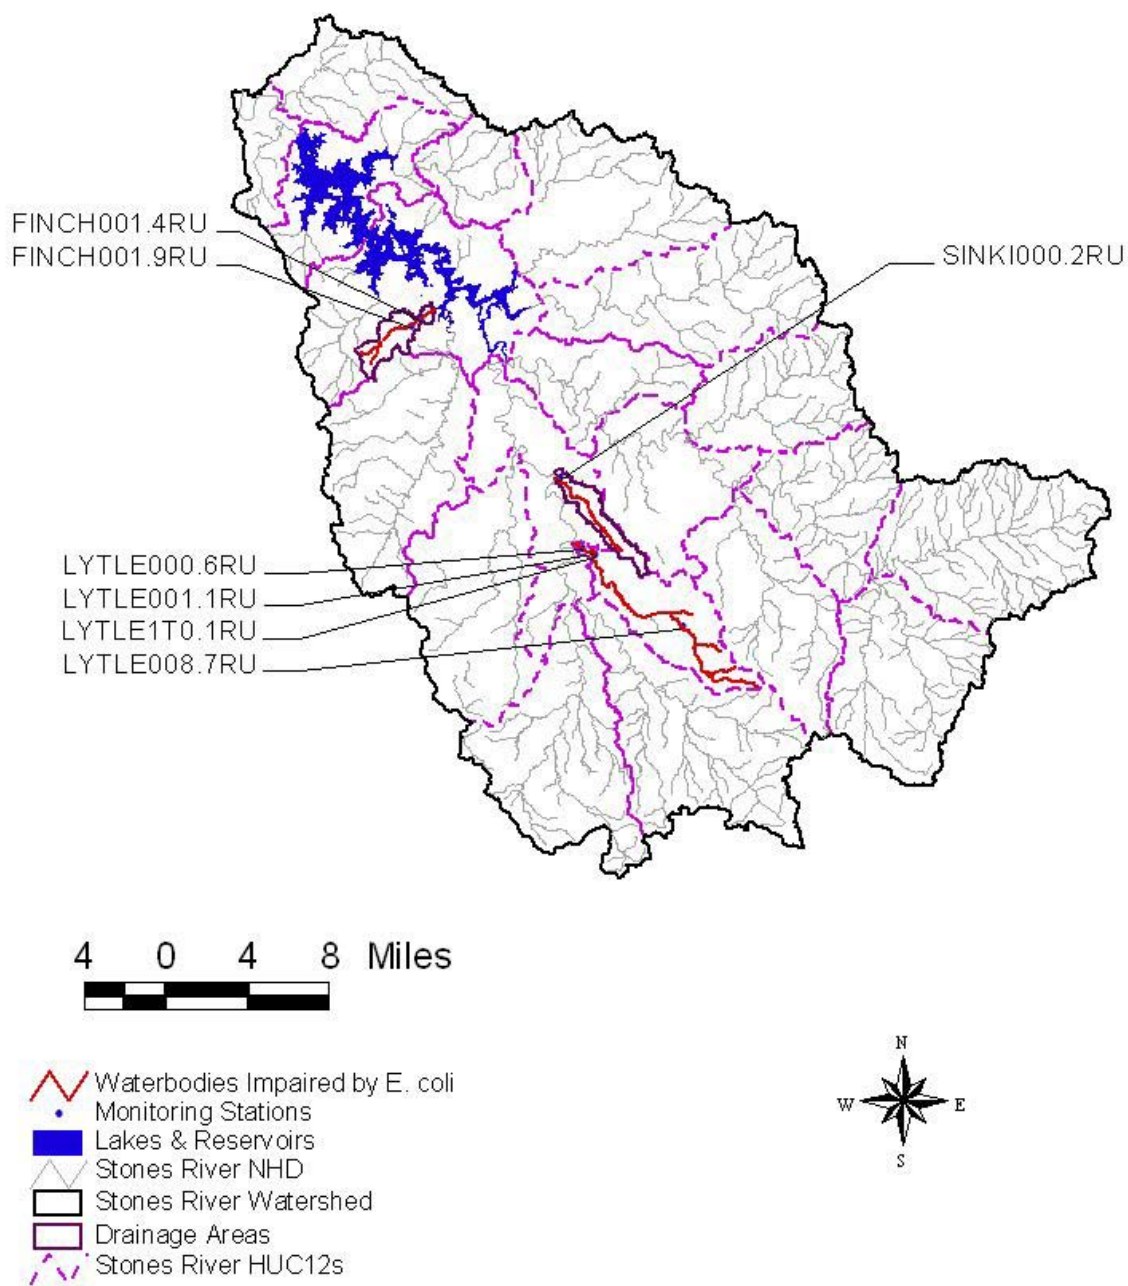 FINCH001.4RU
FINCH001.9RU
SINKI000.2RU
LYTLE000.6RU
LYTLE001.1RU
LYTLE1T0.1RU
LYTLE008.7RU
4 0 4 8 Miles
Waterbodies Impaired by E. coli
Monitoring Stations
Lakes & Reservoirs
Stones River NHD
Stones River Watershed
Drainage Areas
Stones River HUC12s
N
W E
S